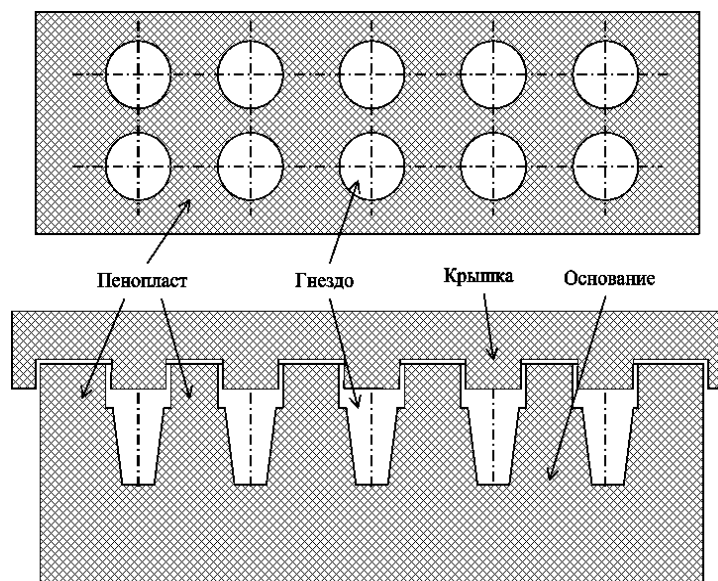 Пенопласт
Гнездо
Крышка
Основание